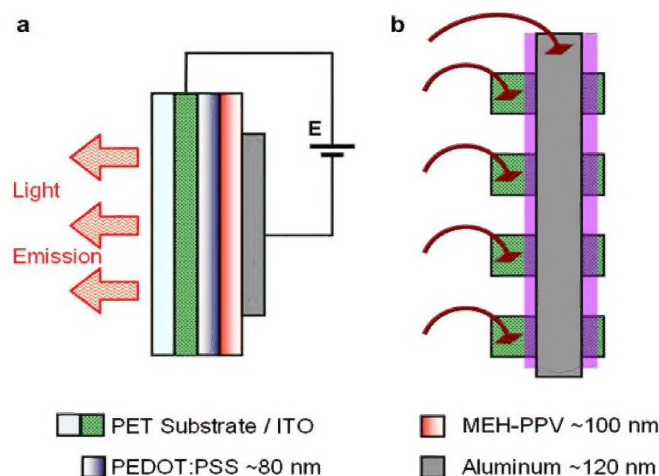 a
b
E
Light
Emission
PET Substrate / ITO
MEH-PPV ~100 nm
PEDOT:PSS ~80 nm
Aluminum ~120 nm